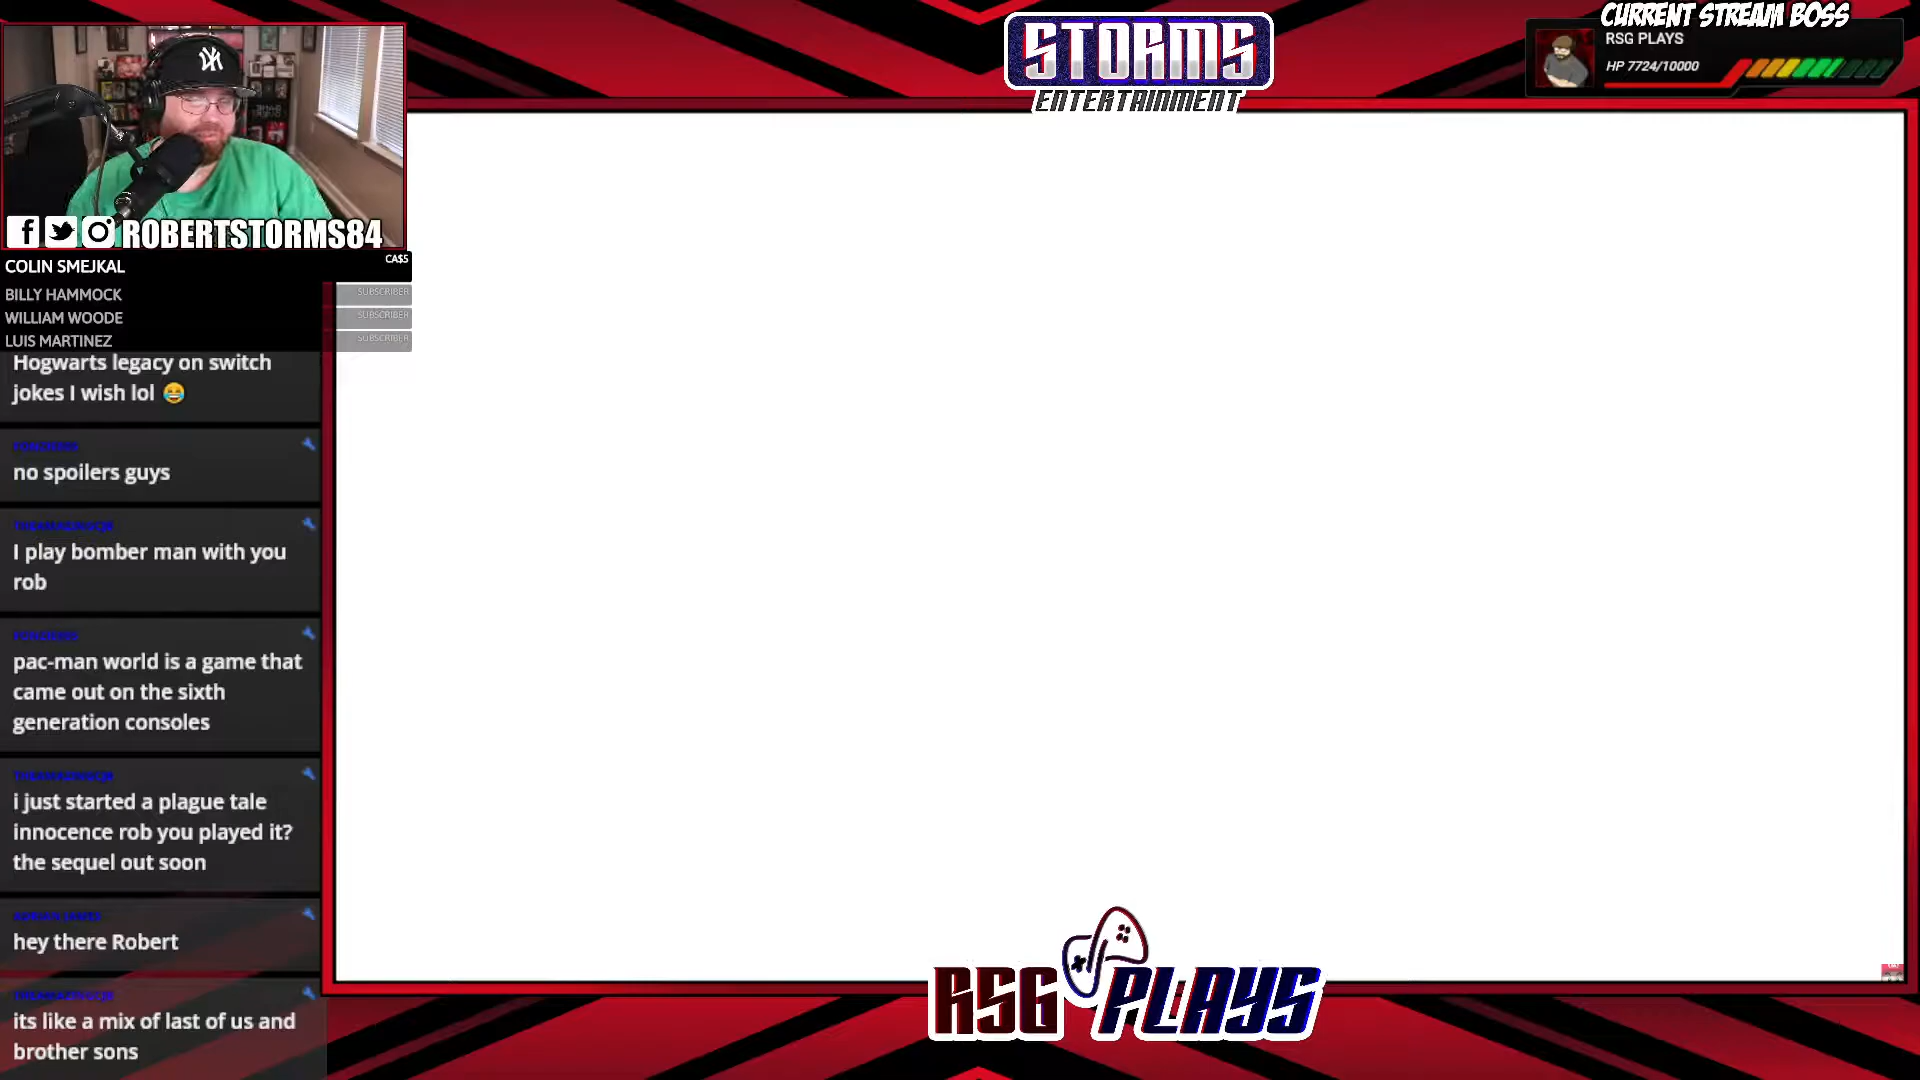 STORMS
ENTERTAINMENT
CURRENT STREAM BOSS
RSG PLAYS
HP 7724/10000
ROBERTSTORMS84
COLIN SMEJKAL
CA$5
BILLY HAMMOCK
SUBSCRIBER
WILLIAM WOODE
SUBSCRIBER
LUIS MARTINEZ
SUBSCRIBER
Hogwarts legacy on switch
jokes I wish lol 😂
no spoilers guys
I play bomber man with you
rob
pac-man world is a game that
came out on the sixth
generation consoles
i just started a plague tale
innocence rob you played it?
the sequel out soon
hey there Robert
its like a mix of last of us and
brother sons
RSG PLAYS